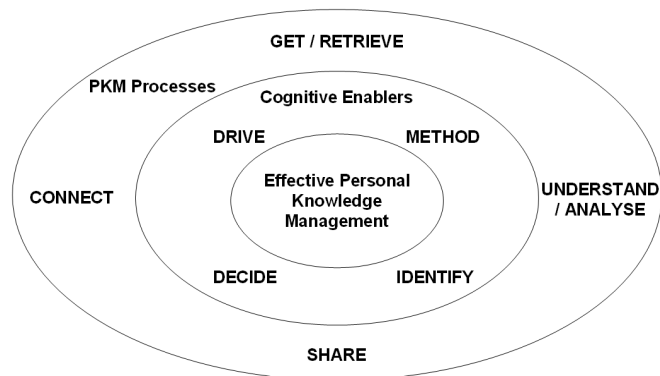 GET / RETRIEVE
PKM Processes
Cognitive Enablers
DRIVE
METHOD
Effective Personal
Knowledge
Management
CONNECT
UNDERSTAND
/ ANALYSE
DECIDE
IDENTIFY
SHARE